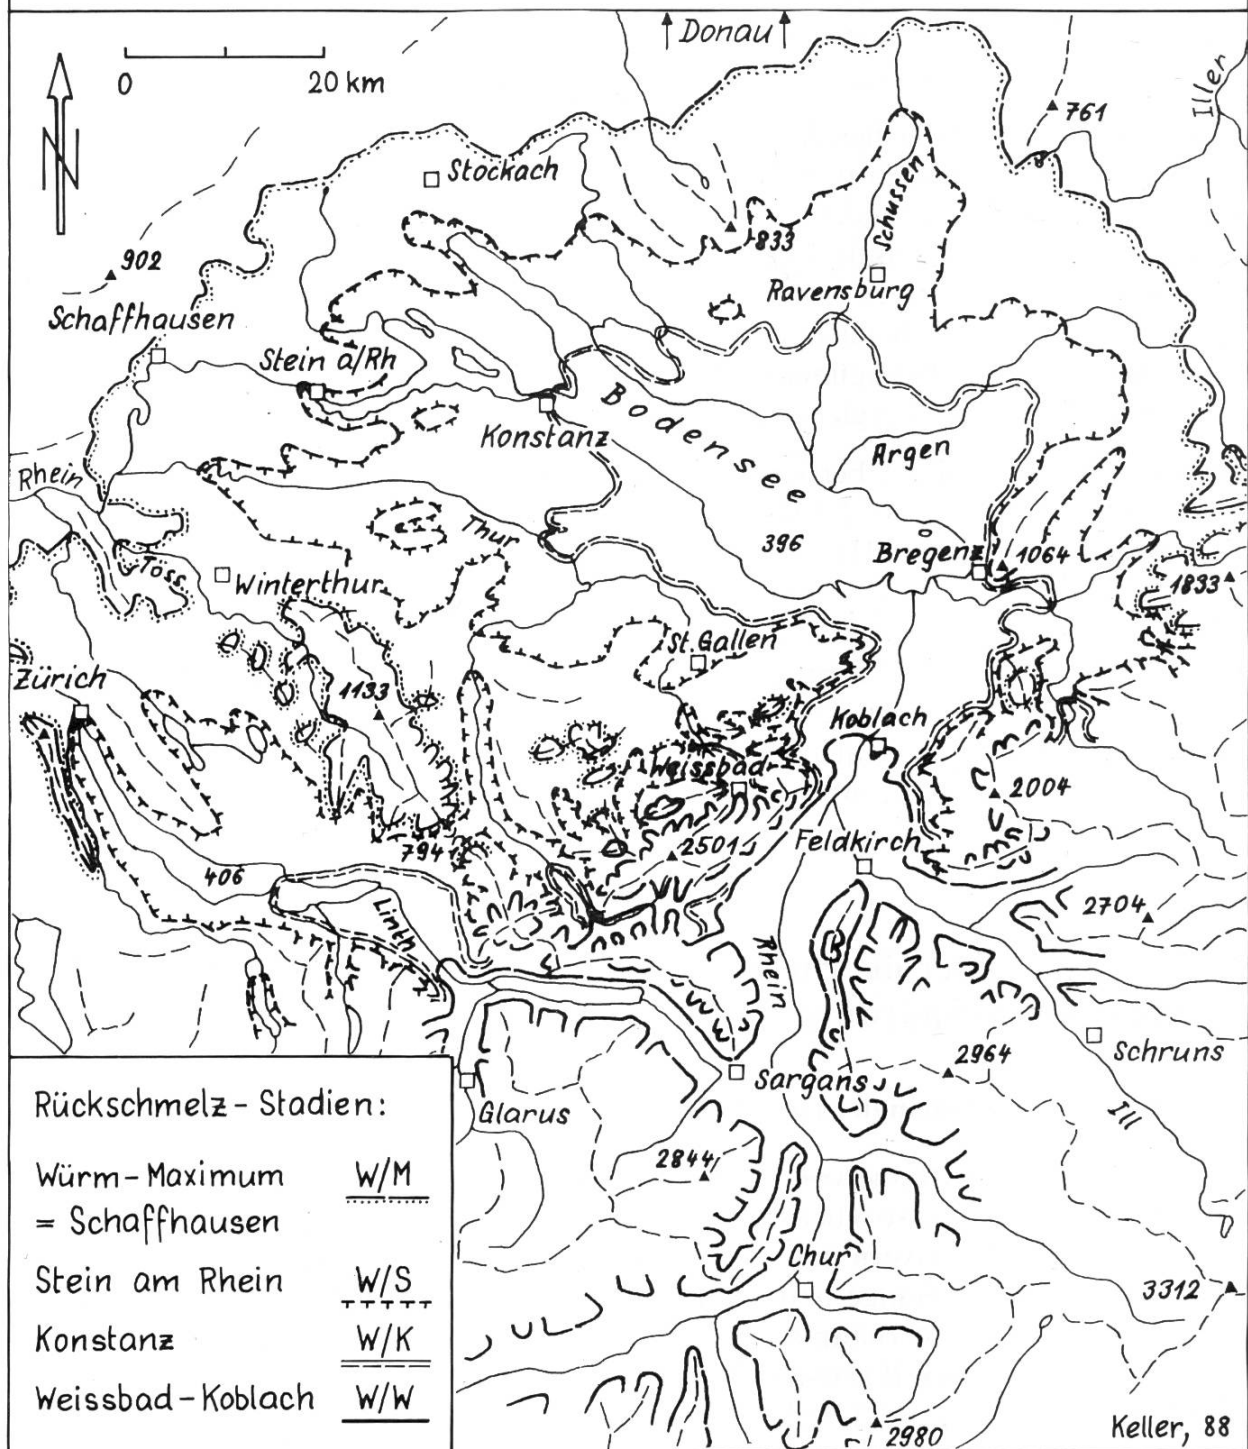 Donau
0 20 km
N
Iller
761
Stockach
Schussen
833
902
Ravensburg
Schaffhausen
Stein a/Rh
Bodensee
Konstanz
Argen
Rhein
Thur
396
Bregenz
1064
Töss
Winterthur
1833
St. Gallen
Zürich
1133
Koblach
Weissbad
2004
794
2501
Feldkirch
406
Linth
2704
Rhein
Schruns
2964
Sargans
Glarus
Ill
2844
Chur
3312
2980
Rückschmelz-Stadien:
Würm-Maximum W/M
= Schaffhausen
Stein am Rhein W/S
Konstanz W/K
Weissbad-Koblach W/W
Keller, 88